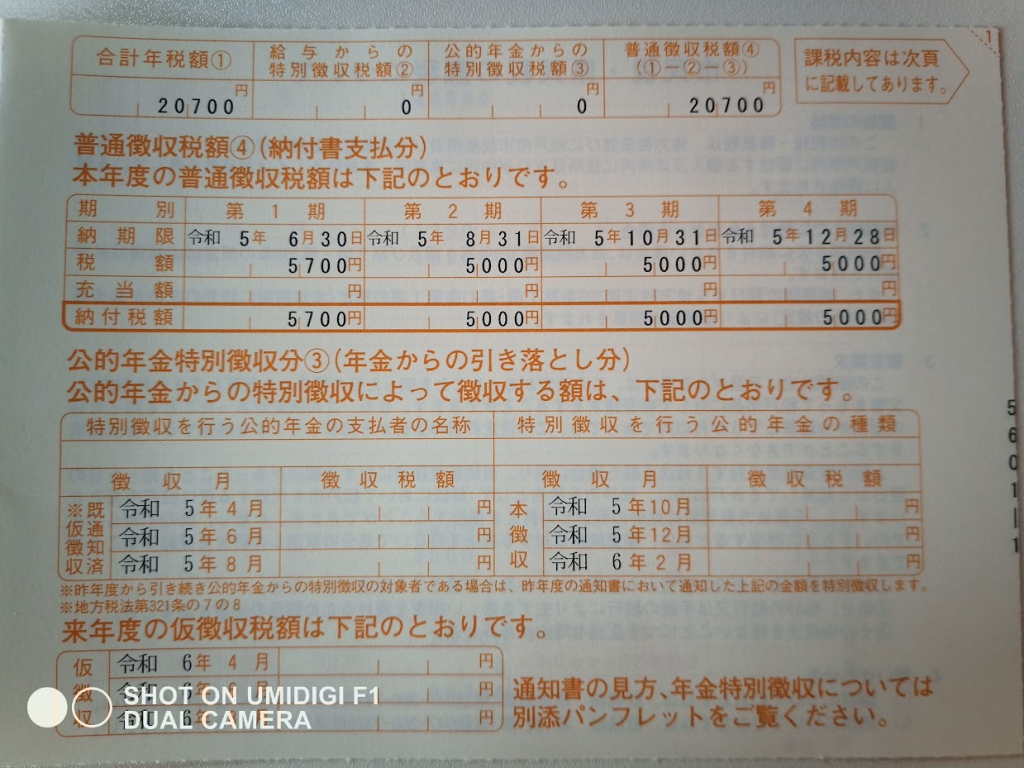 合計年税額① 給与からの特別徴収税額② 公的年金からの特別徴収税額③ 普通徴収税額④(①-②-③)
20700円 0円 0円 20700円
課税内容は次頁
に記載してあります。
1
普通徴収税額④(納付書支払分)
本年度の普通徴収税額は下記のとおりです。
期別 第1期 第2期 第3期 第4期
納期限 令和 5年 6月30日 令和 5年 8月31日 令和 5年10月31日 令和 5年12月28日
税額 5700円 5000円 5000円 5000円
充当額 円 円 円 円
納付税額 5700円 5000円 5000円 5000円
公的年金特別徴収分③(年金からの引き落とし分)
公的年金からの特別徴収によって徴収する額は、下記のとおりです。
特別徴収を行う公的年金の支払者の名称 特別徴収を行う公的年金の種類
徴収月 徴収税額 徴収月 徴収税額
※既仮通徴知収済 本徴収
令和 5年 4月 円 令和 5年10月 円
令和 5年 6月 円 令和 5年12月 円
令和 5年 8月 円 令和 6年 2月 円
※昨年度から引き続き公的年金からの特別徴収の対象者である場合は、昨年度の通知書において通知した上記の金額を特別徴収します。
※地方税法第321条の7の8
来年度の仮徴収税額は下記のとおりです。
仮徴収
令和 6年 4月 円
円
円
通知書の見方、年金特別徴収については
別添パンフレットをご覧ください。
5601-1
SHOT ON UMIDIGI F1
DUAL CAMERA